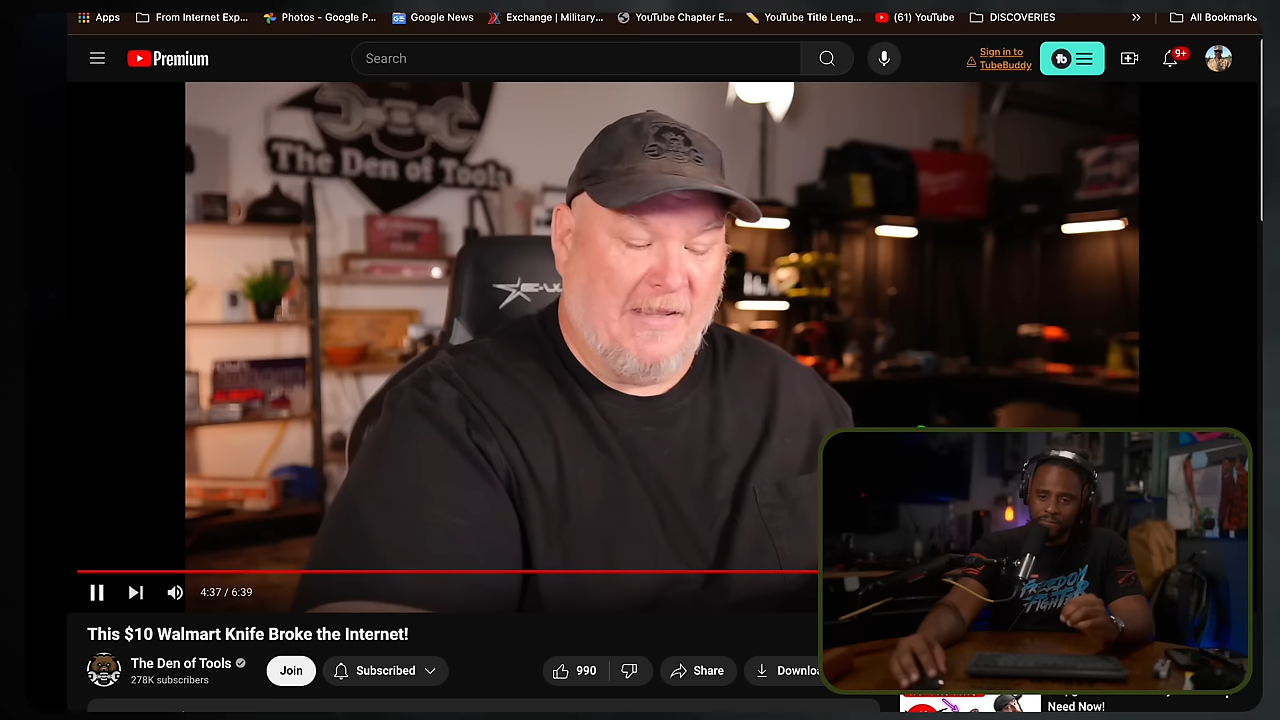 Apps
From Internet Exp...
Photos - Google P...
Google News
Exchange | Military...
YouTube Chapter E...
YouTube Title Leng...
(61) YouTube
DISCOVERIES
»
All Bookmarks
Premium
Search
Sign in to
TubeBuddy
tb
9+
The Den of Tools
4:37 / 6:39
FREEDOM
FIGHTER
This $10 Walmart Knife Broke the Internet!
The Den of Tools
278K subscribers
Join
Subscribed
990
Share
Downlo
Need Now!